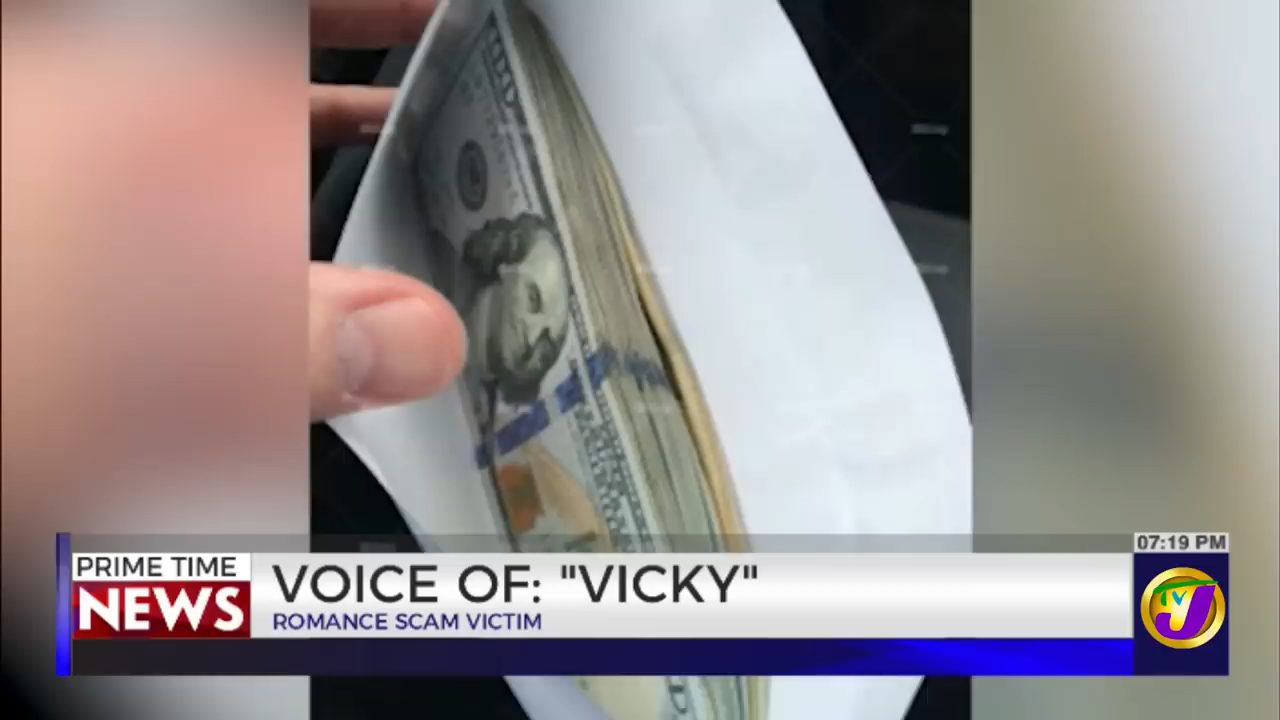 07:19 PM
PRIME TIME
NEWS
VOICE OF: "VICKY"
ROMANCE SCAM VICTIM
TVJ